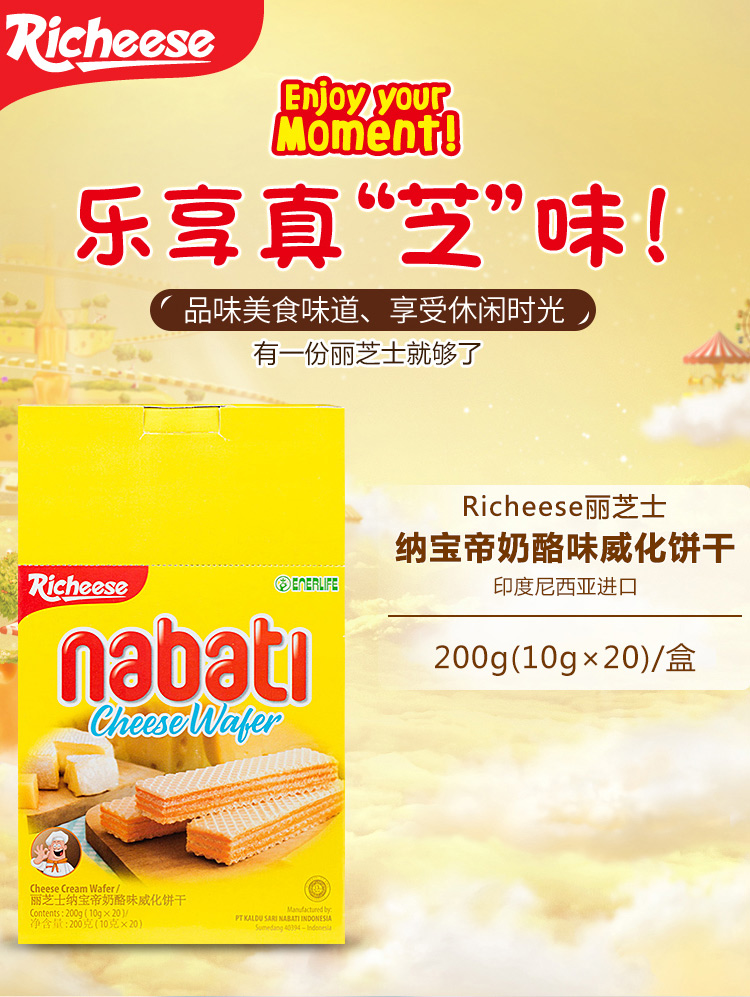 Richeese
Enjoy your
Moment!
乐享真“芝”味!
品味美食味道、享受休闲时光
有一份丽芝士就够了
Richeese丽芝士
纳宝帝奶酪味威化饼干
印度尼西亚进口
200g(10g×20)/盒
Richeese
ENERLIFE
nabati
Cheese Wafer
Cheese Cream Wafer /
丽芝士纳宝帝奶酪味威化饼干
Contents : 200g ( 10g × 20 ) /
净含量 : 200克 ( 10克 × 20 )
Manufactured by:
PT KALDU SARI NABATI INDONESIA
Sumedang 40394 – Indonesia